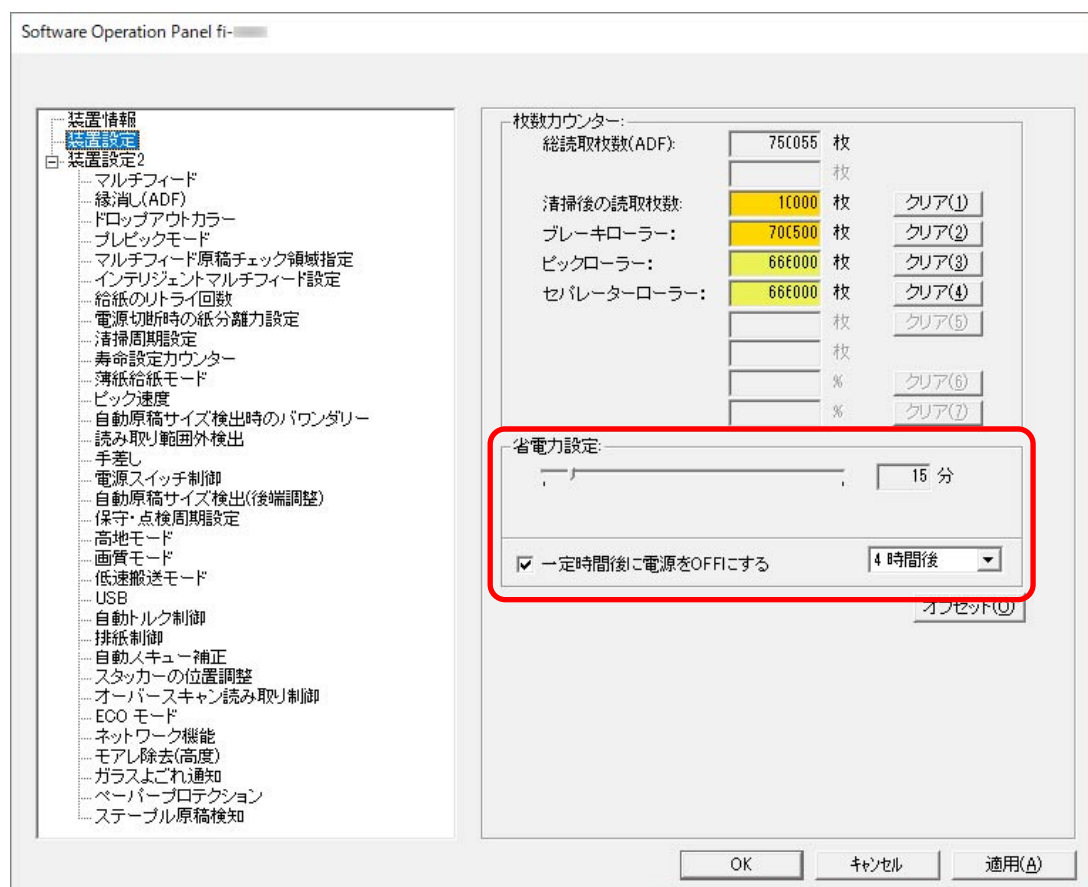 Software Operation Panel fi-
装置情報
装置設定
装置設定2
マルチフィード
縁消し(ADF)
ドロップアウトカラー
プレピックモード
マルチフィード原稿チェック領域指定
インテリジェントマルチフィード設定
給紙のリトライ回数
電源切断時の紙分離力設定
清掃周期設定
寿命設定カウンター
薄紙給紙モード
ピック速度
自動原稿サイズ検出時のバウンダリー
読み取り範囲外検出
手差し
電源スイッチ制御
自動原稿サイズ検出(後端調整)
保守・点検周期設定
高地モード
画質モード
低速搬送モード
USB
自動トルク制御
排紙制御
自動スキュー補正
スタッカーの位置調整
オーバースキャン読み取り制御
ECO モード
ネットワーク機能
モアレ除去(高度)
ガラスよごれ通知
ペーパープロテクション
ステープル原稿検知
枚数カウンター:
総読取枚数(ADF): 750055 枚
枚
清掃後の読取枚数: 10000 枚 クリア(1)
ブレーキローラー: 700500 枚 クリア(2)
ピックローラー: 666000 枚 クリア(3)
セパレーターローラー: 666000 枚 クリア(4)
枚 クリア(5)
枚
% クリア(6)
% クリア(7)
省電力設定:
15 分
一定時間後に電源をOFFにする 4 時間後
オフセット(O)
OK キャンセル 適用(A)